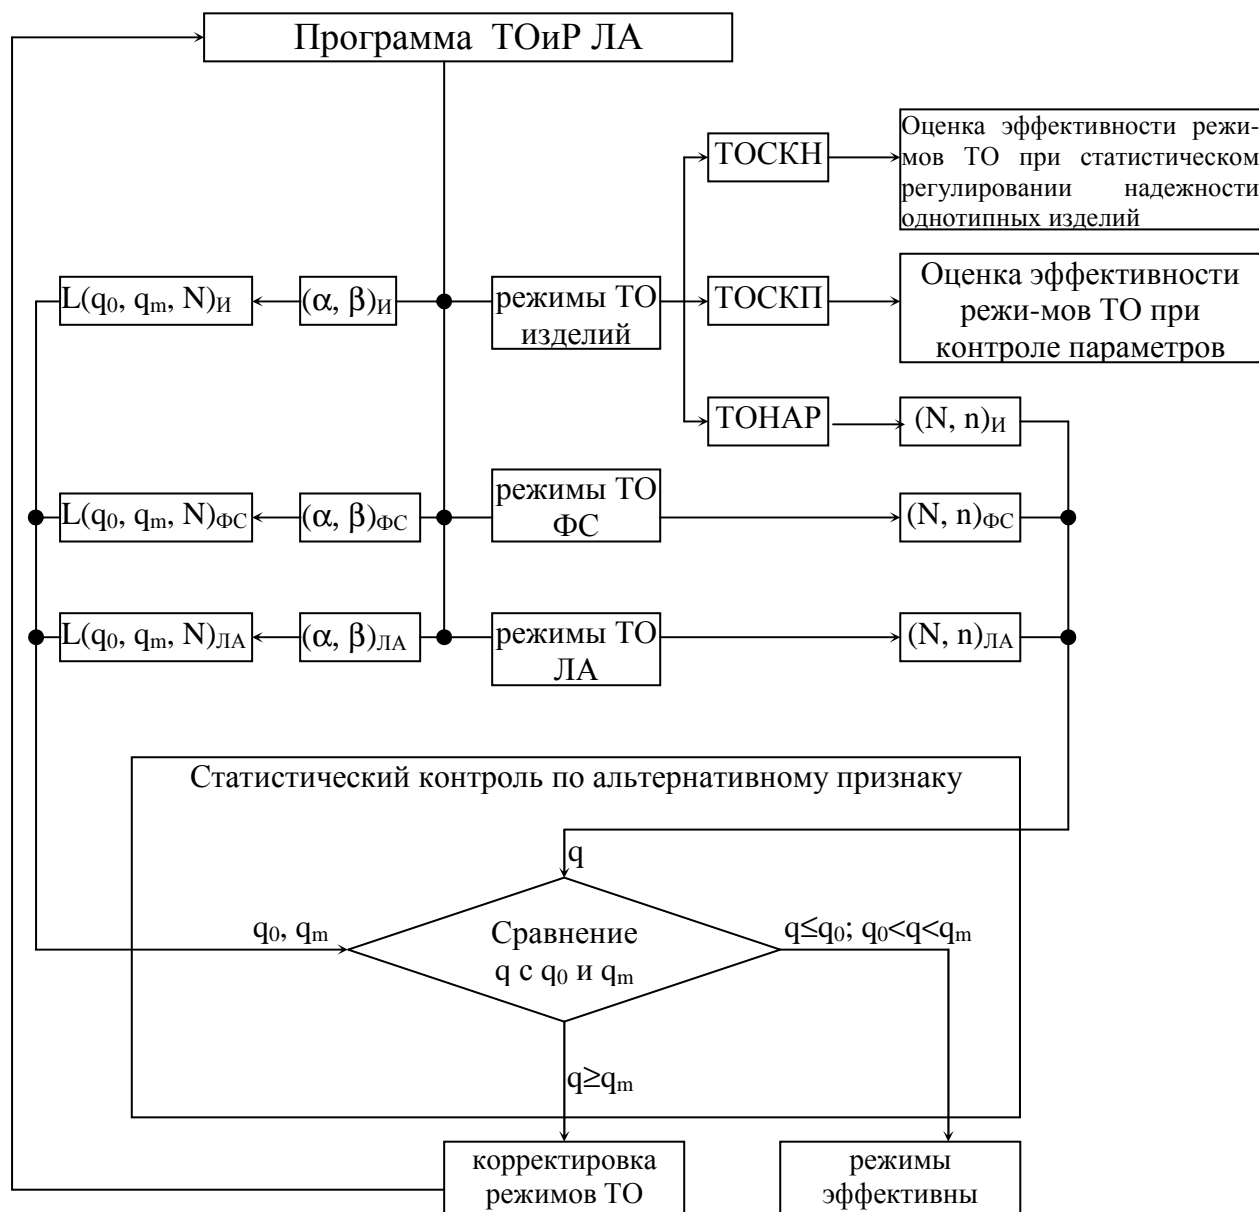 Программа ТОиР ЛА
ТОСКН
Оценка эффективности режи-
мов ТО при статистическом
регулировании надежности
однотипных изделий
L(q₀, qₘ, N)И
(α, β)И
режимы ТО
изделий
ТОСКП
Оценка эффективности
режи-мов ТО при
контроле параметров
ТОНАР
(N, n)И
L(q₀, qₘ, N)ФС
(α, β)ФС
режимы ТО
ФС
(N, n)ФС
L(q₀, qₘ, N)ЛА
(α, β)ЛА
режимы ТО
ЛА
(N, n)ЛА
Статистический контроль по альтернативному признаку
q
q₀, qₘ
Сравнение
q с q₀ и qₘ
q≤q₀; q₀<q<qₘ
q≥qₘ
корректировка
режимов ТО
режимы
эффективны